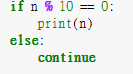 if n % 10 == 0:
    print(n)
else:
    continue